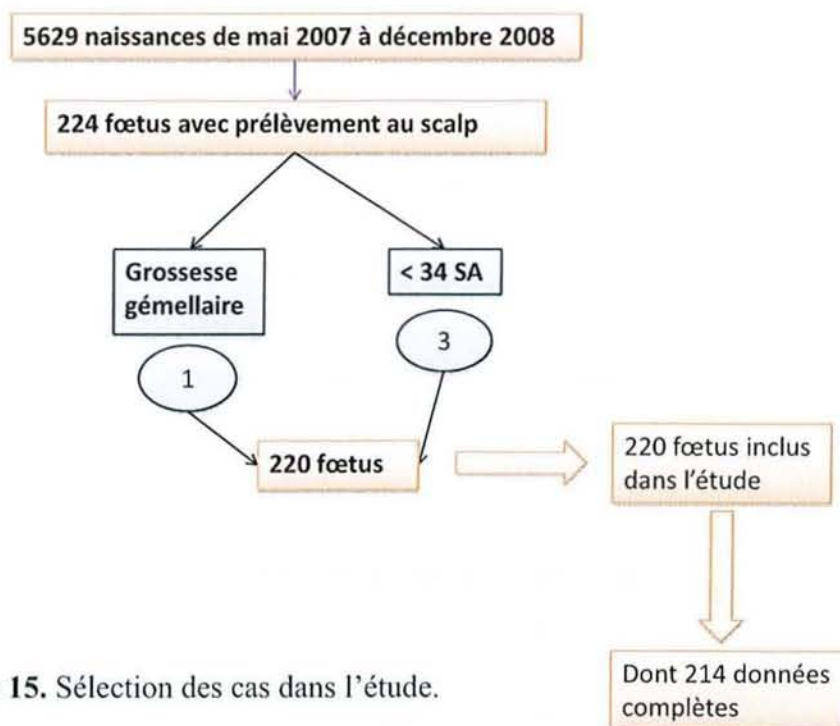 5629 naissances de mai 2007 à décembre 2008
224 fœtus avec prélèvement au scalp
Grossesse
gémellaire
< 34 SA
1
3
220 fœtus
220 fœtus inclus
dans l'étude
Dont 214 données
complètes
15. Sélection des cas dans l'étude.